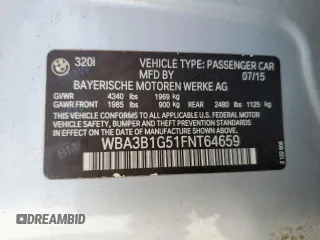 320i
VEHICLE TYPE: PASSENGER CAR
MFD BY
07/15
BAYERISCHE MOTOREN WERKE AG
GVWR 4340 lbs 1969 kg
GAWR FRONT 1985 lbs 900 kg REAR 2480 lbs 1125 kg
WBA3B1G51FNT64659
THIS VEHICLE CONFORMS TO ALL APPLICABLE
U.S. FEDERAL MOTOR VEHICLE SAFETY, BUMPER,
AND THEFT PREVENTION STANDARDS IN EFFECT
ON THE DATE OF MANUFACTURE SHOWN ABOVE.
DREAMBID
DREAMBID